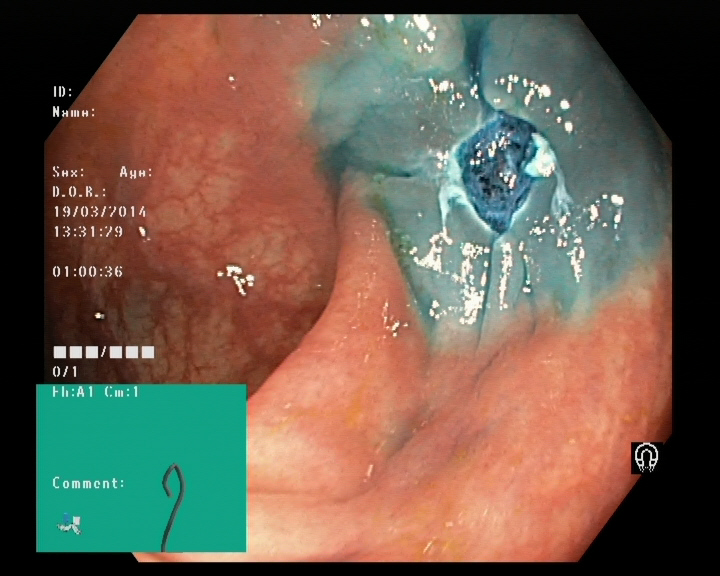 ID:
Name:
Sex: Age:
D.O.B.:
19/03/2014
13:31:29
01:00:36
■■■/■■■
0/1
Eh:A1 Cm:1
Comment: